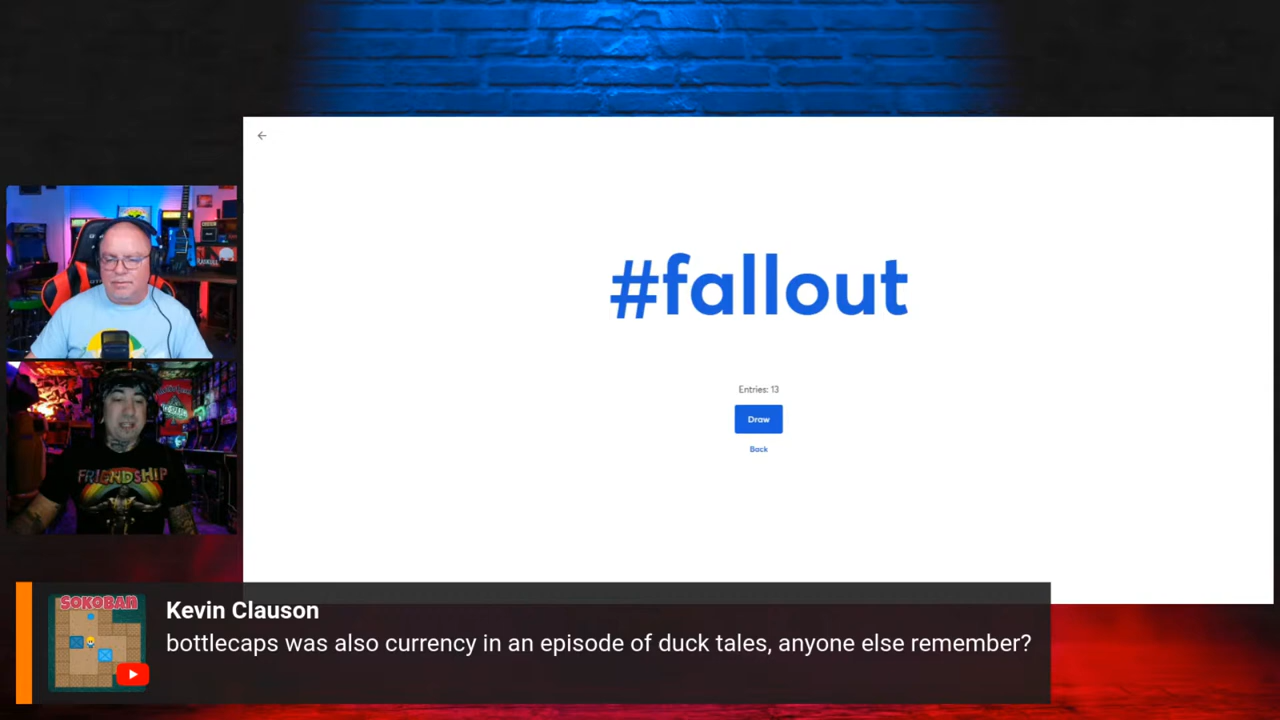 #fallout
Entries: 13
Draw
Back
FRIENDSHIP
SOKOBAN
Kevin Clauson
bottlecaps was also currency in an episode of duck tales, anyone else remember?